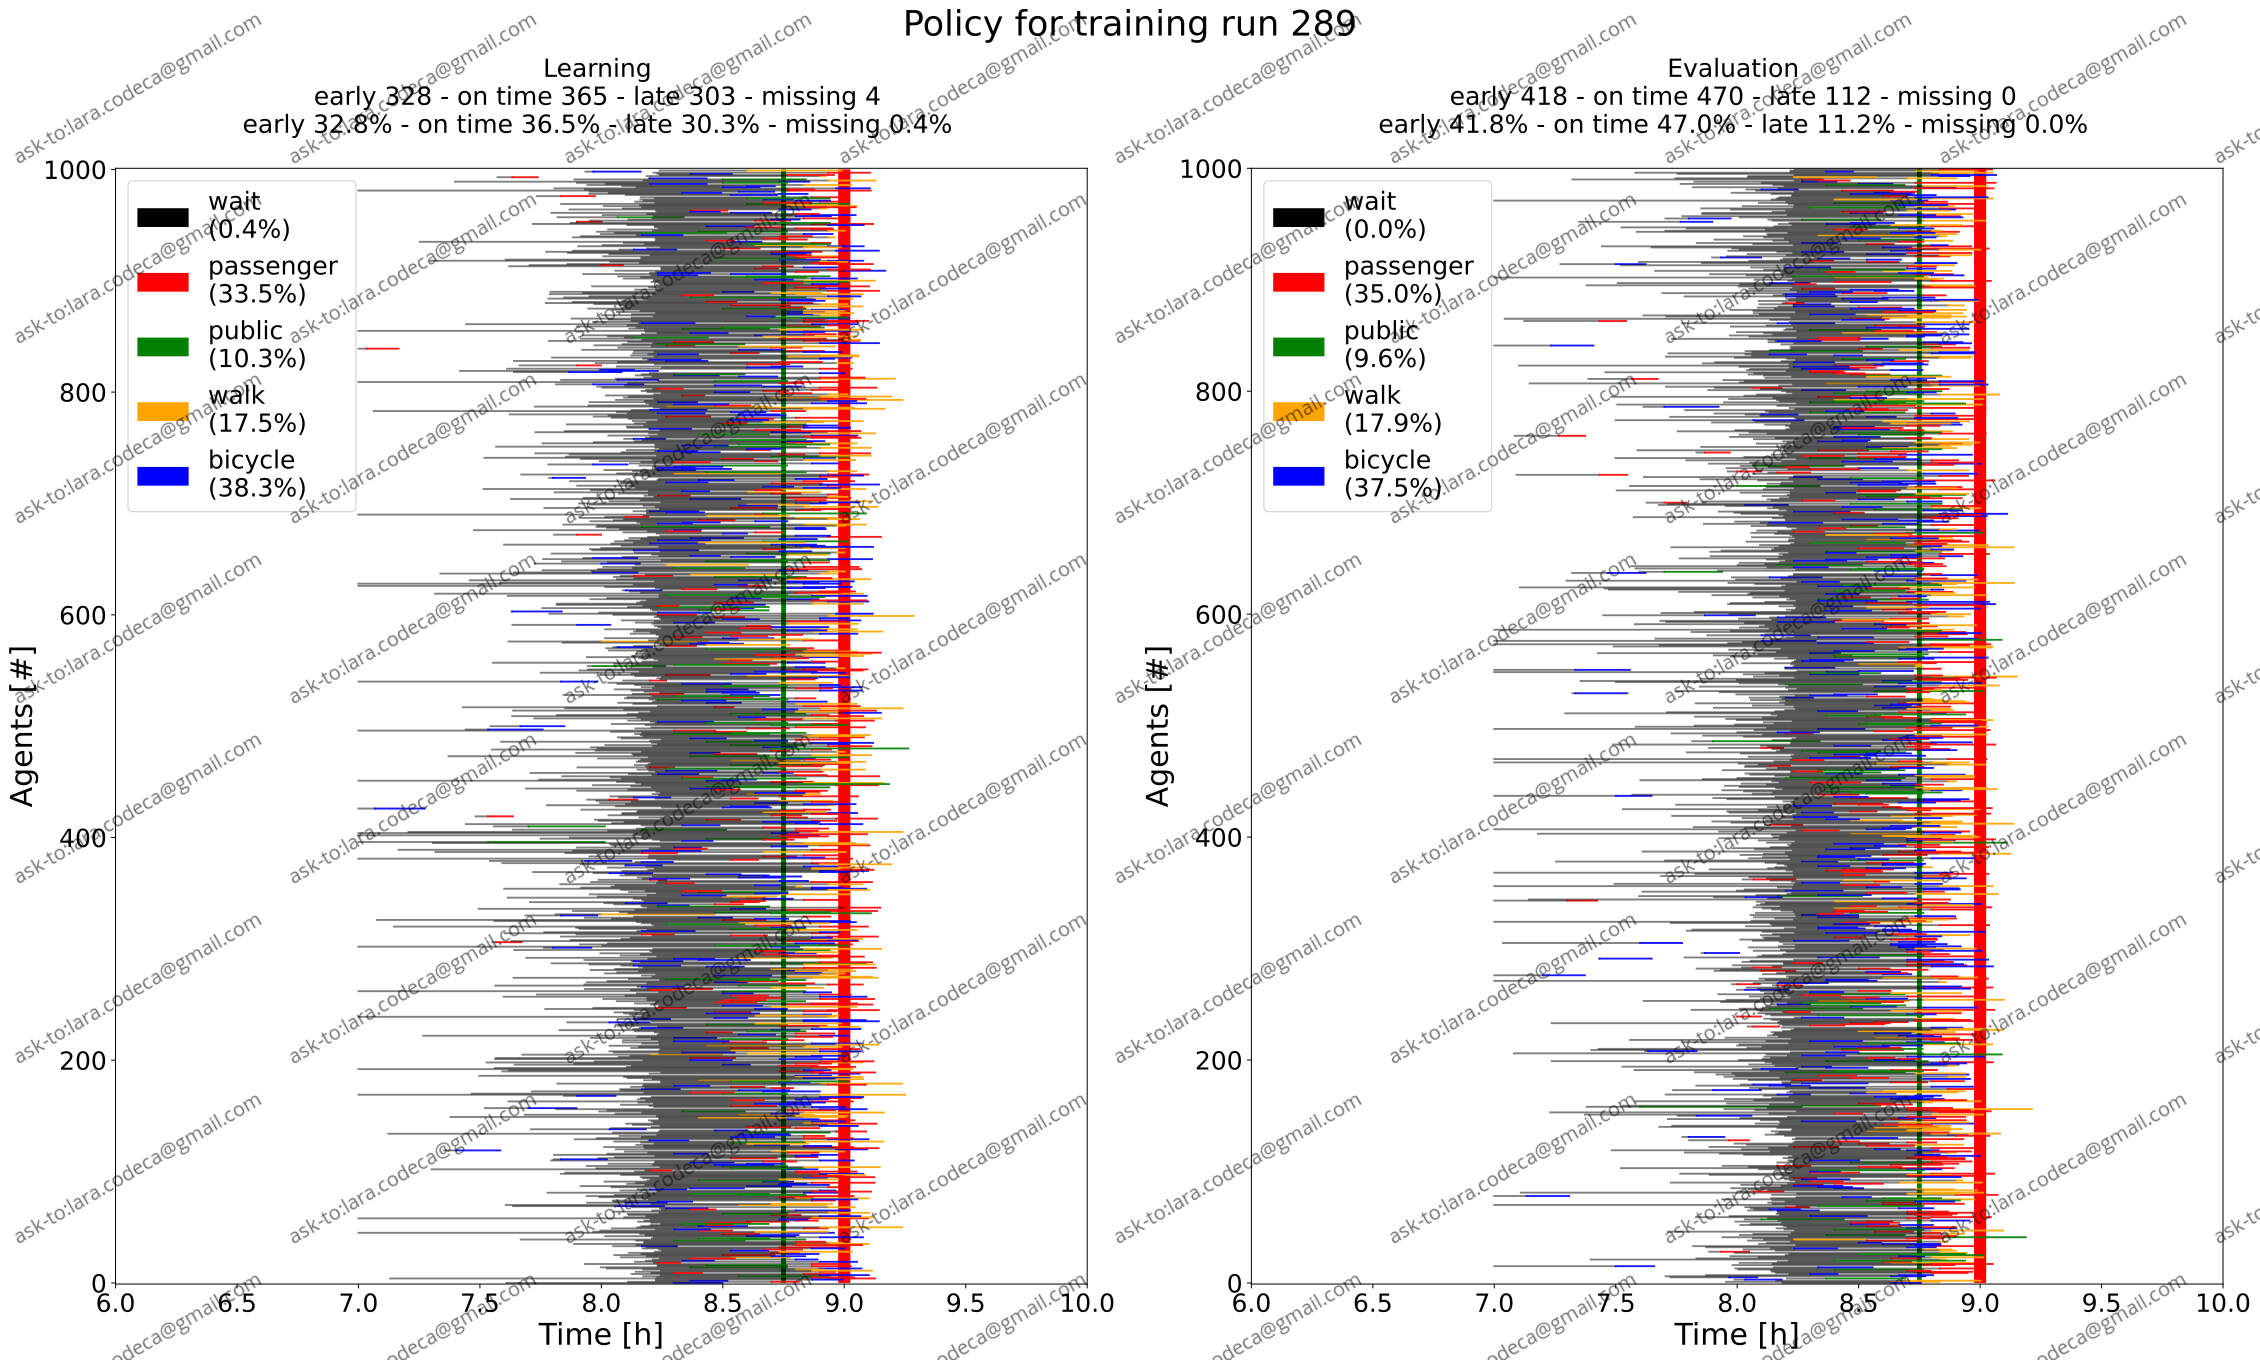 Policy for training run 289
Learning
early 328 - on time 365 - late 303 - missing 4
early 32.8% - on time 36.5% - late 30.3% - missing 0.4%
1000
800
600
400
200
0
Agents [#]
wait
(0.4%)
passenger
(33.5%)
public
(10.3%)
walk
(17.5%)
bicycle
(38.3%)
6.0 6.5 7.0 7.5 8.0 8.5 9.0 9.5 10.0
Time [h]
Evaluation
early 418 - on time 470 - late 112 - missing 0
early 41.8% - on time 47.0% - late 11.2% - missing 0.0%
1000
800
600
400
200
0
Agents [#]
wait
(0.0%)
passenger
(35.0%)
public
(9.6%)
walk
(17.9%)
bicycle
(37.5%)
6.0 6.5 7.0 7.5 8.0 8.5 9.0 9.5 10.0
Time [h]
ask-to:lara.codeca@gmail.com